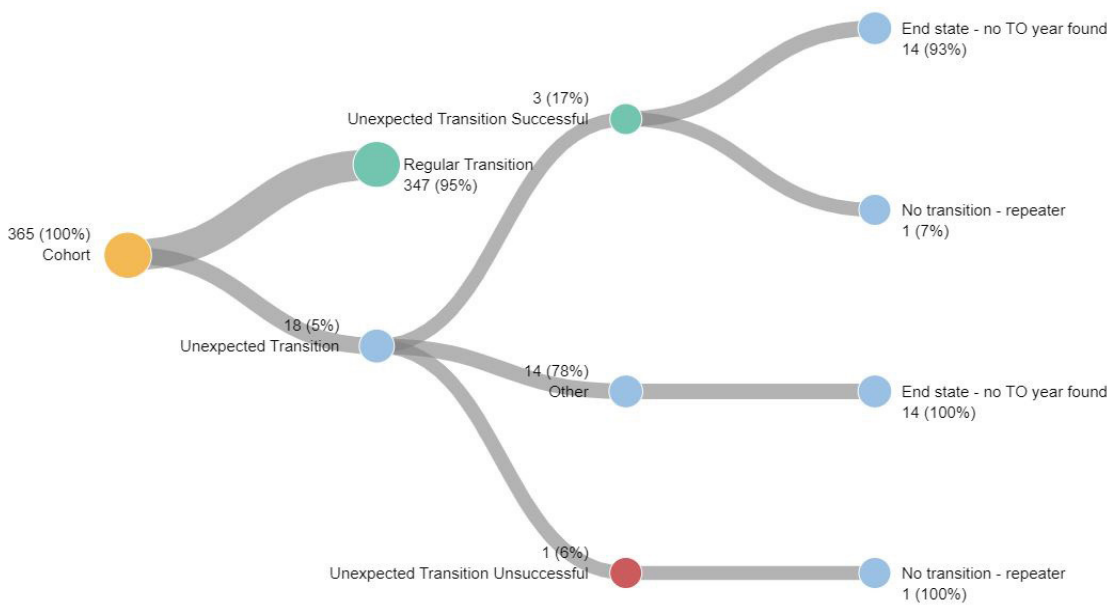 365 (100%)
Cohort
Regular Transition
347 (95%)
18 (5%)
Unexpected Transition
3 (17%)
Unexpected Transition Successful
14 (78%)
Other
1 (6%)
Unexpected Transition Unsuccessful
End state - no TO year found
14 (93%)
No transition - repeater
1 (7%)
End state - no TO year found
14 (100%)
No transition - repeater
1 (100%)